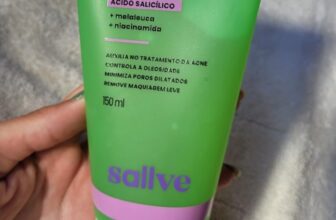 ÁCIDO SALICÍLICO
+ melaleuca
+ niacinamida
AUXILIA NO TRATAMENTO DA ACNE
CONTROLA A OLEOSIDADE
MINIMIZA POROS DILATADOS
REMOVE MAQUIAGEM LEVE
150 ml
sallve